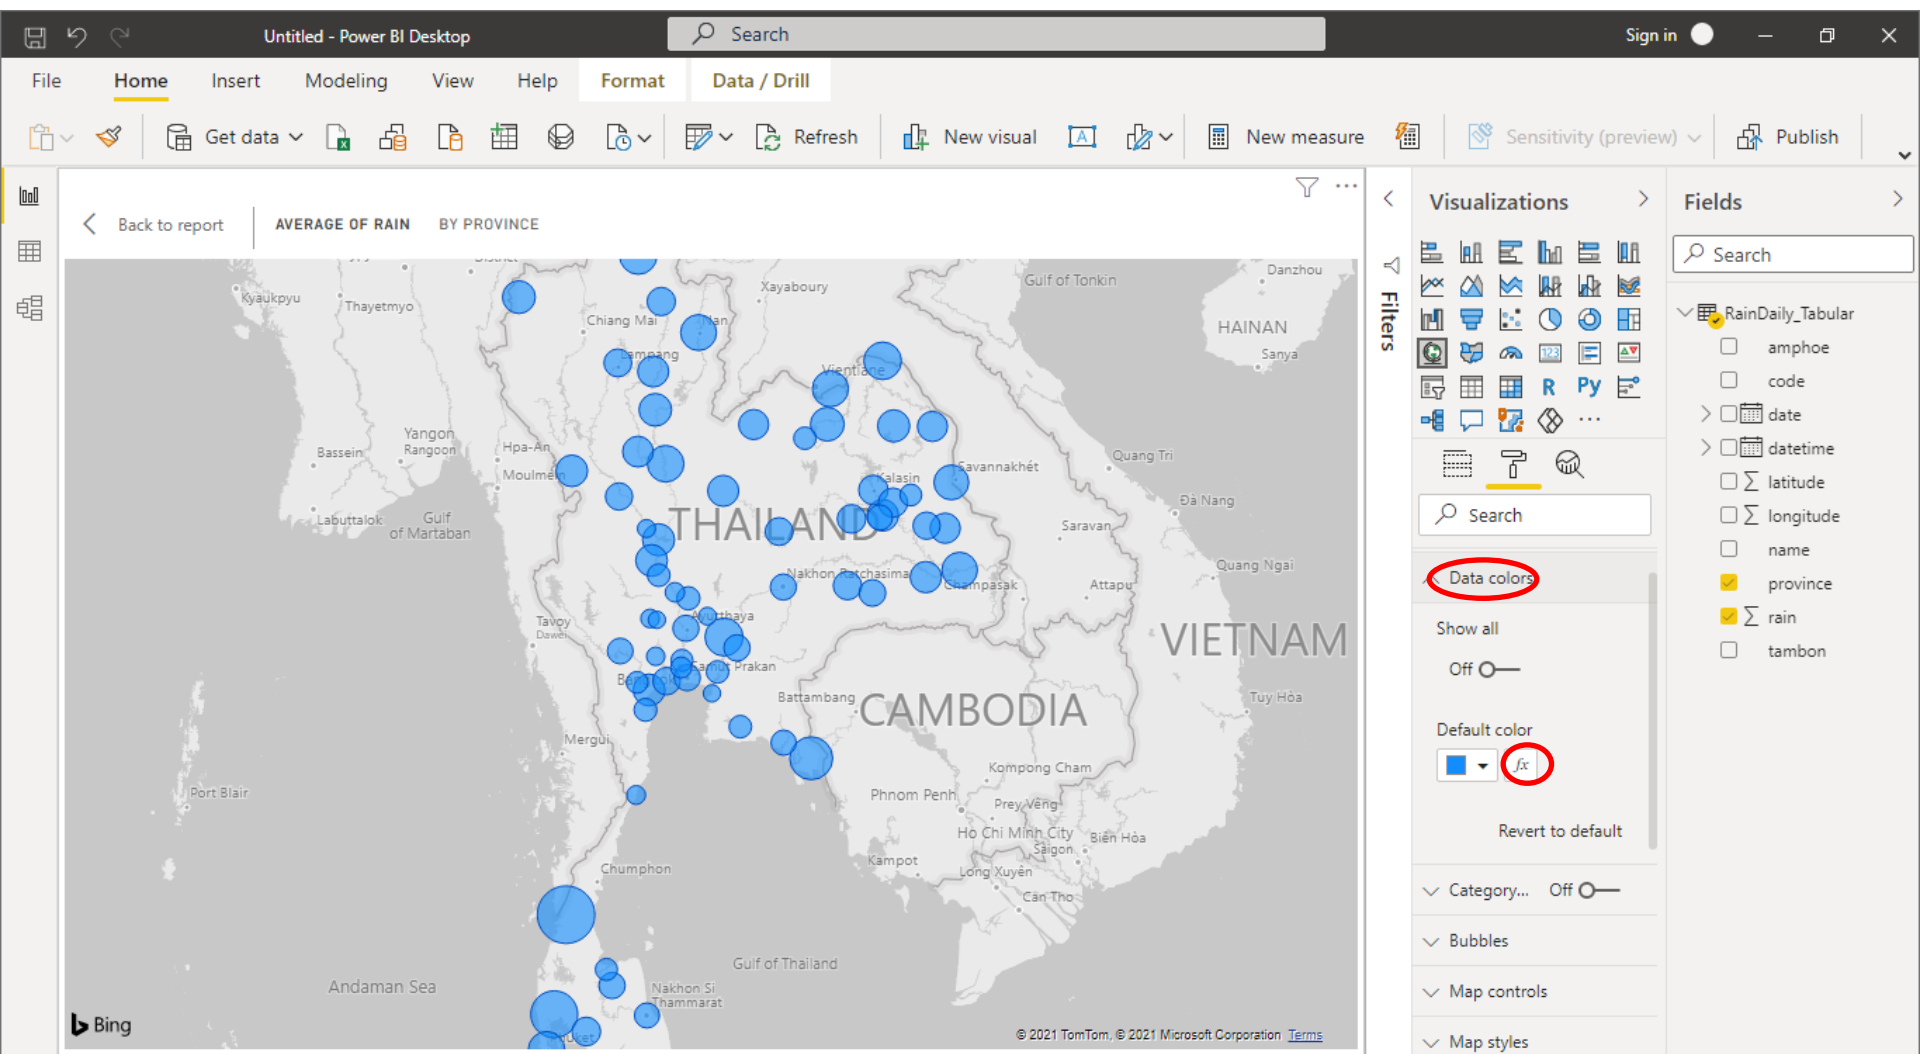 Untitled - Power BI Desktop
Search
Sign in
File Home Insert Modeling View Help Format Data / Drill
Get data
Refresh
New visual
A
New measure
Sensitivity (preview)
Publish
Back to report
AVERAGE OF RAIN BY PROVINCE
Kyaukpyu
Thayetmyo
Chiang Mai
Nan
Xayaboury
Gulf of Tonkin
Danzhou
HAINAN
Sanya
Lampang
Vientiane
Yangon
Rangoon
Bassein
Hpa-An
Moulmein
Savannakhét
Quang Tri
Kalasin
Labuttalok
Gulf
of Martaban
THAILAND
Đà Nang
Saravan
Nakhon Ratchasima
Champasak
Attapu
Quang Ngai
Tavoy
Dawei
Ayutthaya
Samut Prakan
Bangkok
VIETNAM
Battambang
CAMBODIA
Tuy Hòa
Mergui
Kompong Cham
Port Blair
Phnom Penh
Prey Vêng
Ho Chi Minh City
Saigon
Biên Hòa
Kampot
Long Xuyên
Chumphon
Cân Tho
Gulf of Thailand
Andaman Sea
Nakhon Si
Thammarat
Phuket
Bing
© 2021 TomTom, © 2021 Microsoft Corporation Terms
Filters
Visualizations
123
R Py
Search
Data colors
Show all
Off
Default color
fx
Revert to default
Category... Off
Bubbles
Map controls
Map styles
Fields
Search
RainDaily_Tabular
amphoe
code
date
datetime
∑ latitude
∑ longitude
name
province
∑ rain
tambon